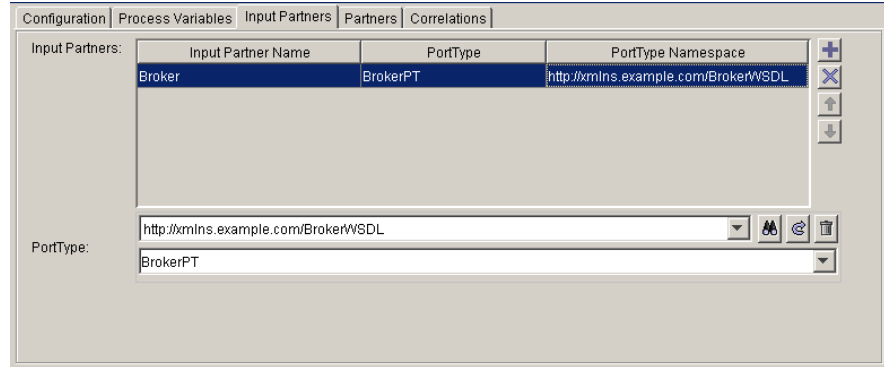 Configuration Process Variables Input Partners Partners Correlations
Input Partners:
Input Partner Name PortType PortType Namespace
Broker BrokerPT http://xmlns.example.com/BrokerWSDL
http://xmlns.example.com/BrokerWSDL
PortType:
BrokerPT